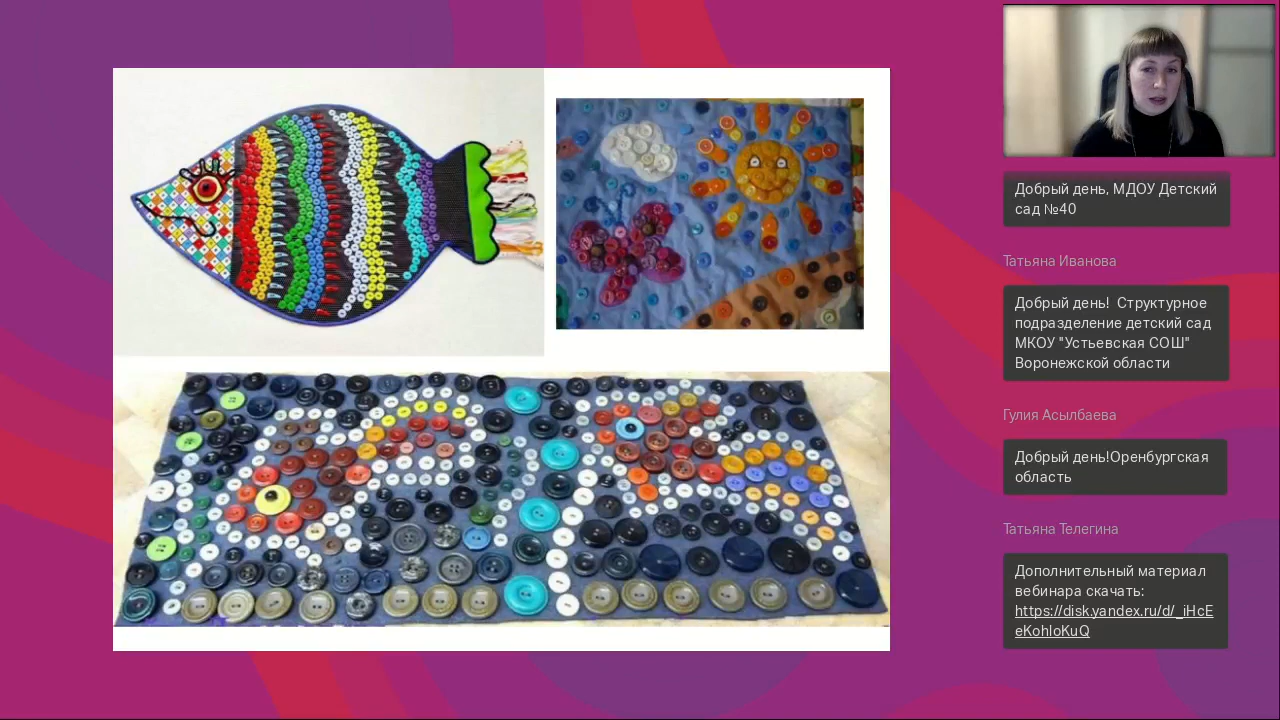 Добрый день, МДОУ Детский
сад №40
Татьяна Иванова
Добрый день!  Структурное
подразделение детский сад
МКОУ "Устьевская СОШ"
Воронежской области
Гулия Асылбаева
Добрый день!Оренбургская
область
Татьяна Телегина
Дополнительный материал
вебинара скачать:
https://disk.yandex.ru/d/_iHcE
eKohloKuQ